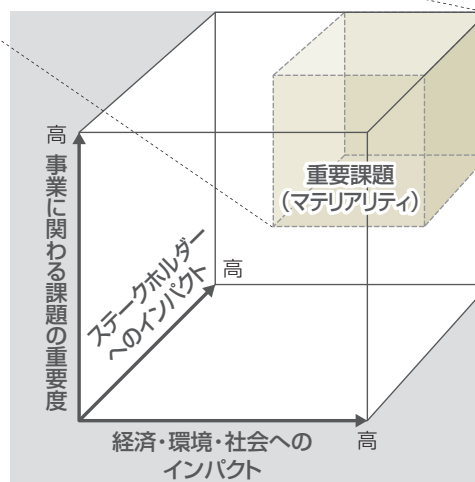 高
事業に関わる課題の重要度
重要課題
（マテリアリティ）
ステークホルダー
へのインパクト
高
経済・環境・社会への
インパクト
高